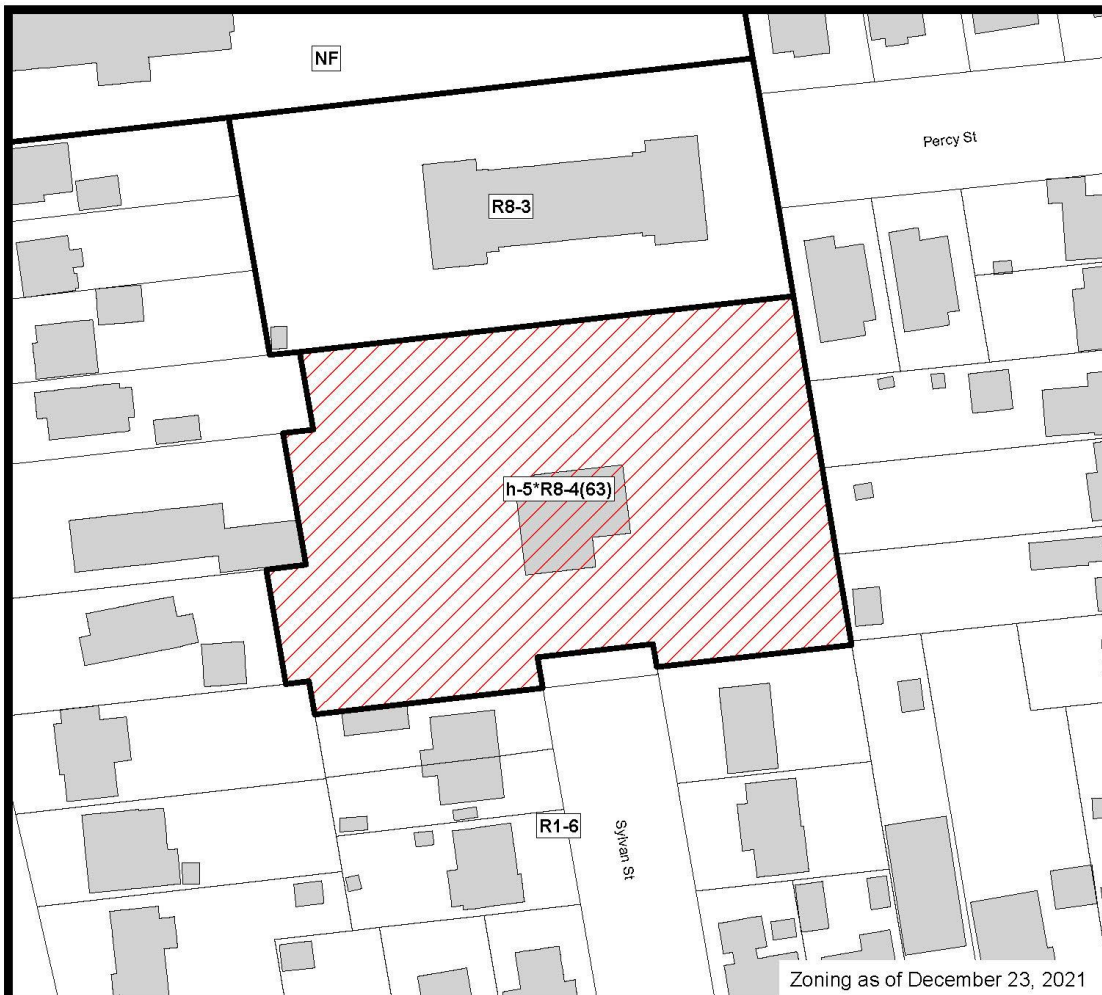 NF
Percy St
R8-3
h-5*R8-4(63)
R1-6
Sylvan St
Zoning as of December 23, 2021